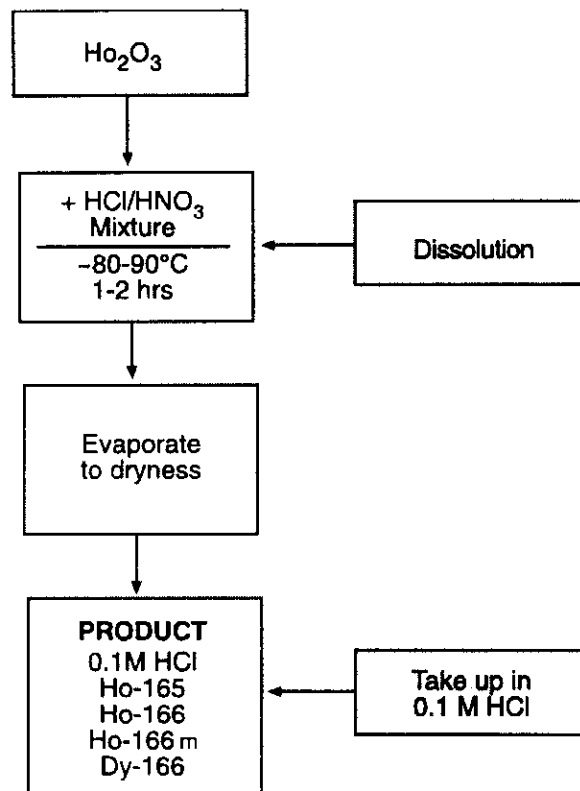 Ho₂O₃
+ HCl/HNO₃
Mixture
~80-90°C
1-2 hrs
Dissolution
Evaporate
to dryness
PRODUCT
0.1M HCl
Ho-165
Ho-166
Ho-166 m
Dy-166
Take up in
0.1 M HCl